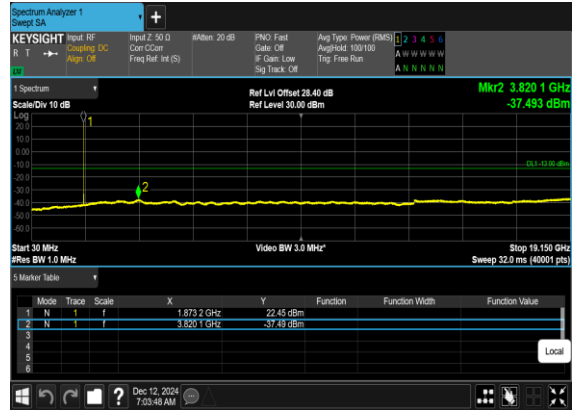 Spectrum Analyzer 1
Swept SA
+
KEYSIGHT Input: RF Input Z: 50 Ω #Atten: 20 dB PNO: Fast Avg Type: Power (RMS) 1 2 3 4 5 6
R T Coupling: DC Corr CCorr Gate: Off Avg|Hold: 100/100 A W W W W W
Align: Off Freq Ref: Int (S) IF Gain: Low Trig: Free Run
Sig Track: Off A N N N N N
1 Spectrum Ref Lvl Offset 28.40 dB Mkr2 3.820 1 GHz
Scale/Div 10 dB Ref Level 30.00 dBm -37.493 dBm
Log
1
20.0
10.0
0.00
-10.0
DL1 -13.00 dBm
-20.0
-30.0
2
-40.0
-50.0
-60.0
Start 30 MHz Video BW 3.0 MHz* Stop 19.150 GHz
#Res BW 1.0 MHz Sweep 32.0 ms (40001 pts)
5 Marker Table
Mode Trace Scale X Y Function Function Width Function Value
1 N 1 f 1.873 2 GHz 22.45 dBm
2 N 1 f 3.820 1 GHz -37.49 dBm
3
4
5
6
Local
? Dec 12, 2024
7:03:48 AM